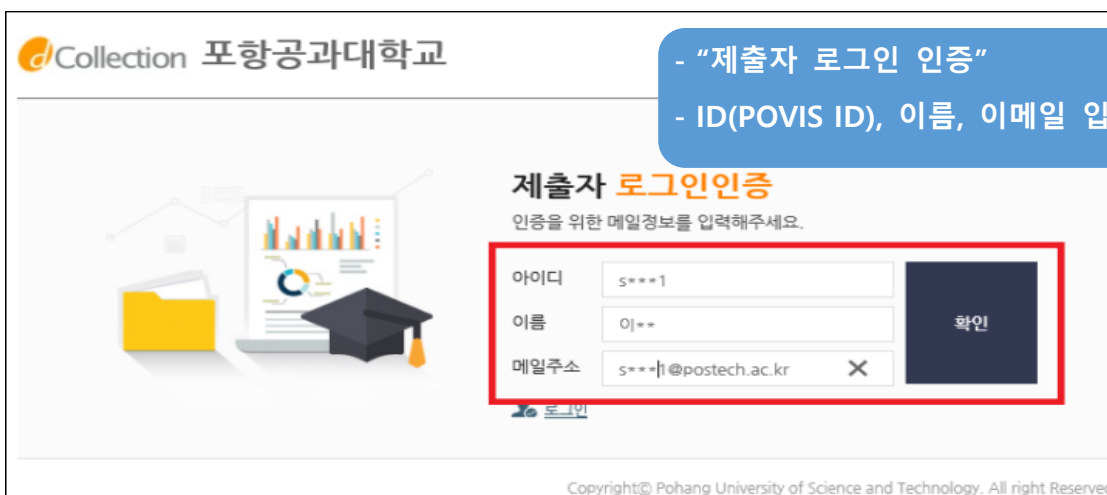 dCollection 포항공과대학교
- “제출자 로그인 인증”
- ID(POVIS ID), 이름, 이메일
제출자 로그인인증
인증을 위한 메일정보를 입력해주세요.
아이디 s***1
이름 이**
확인
메일주소 s***1@postech.ac.kr
로그인
Copyright© Pohang University of Science and Technology. All right